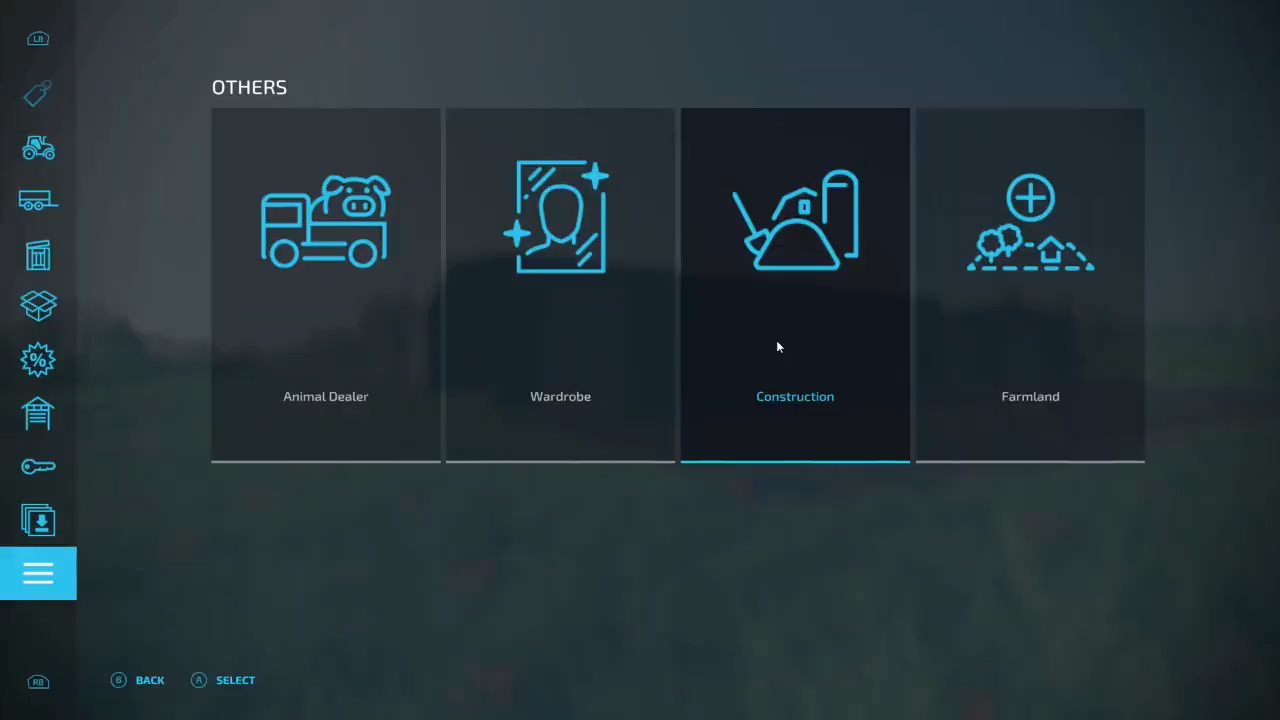 LB
OTHERS
Animal Dealer
Wardrobe
Construction
Farmland
RB
B BACK A SELECT